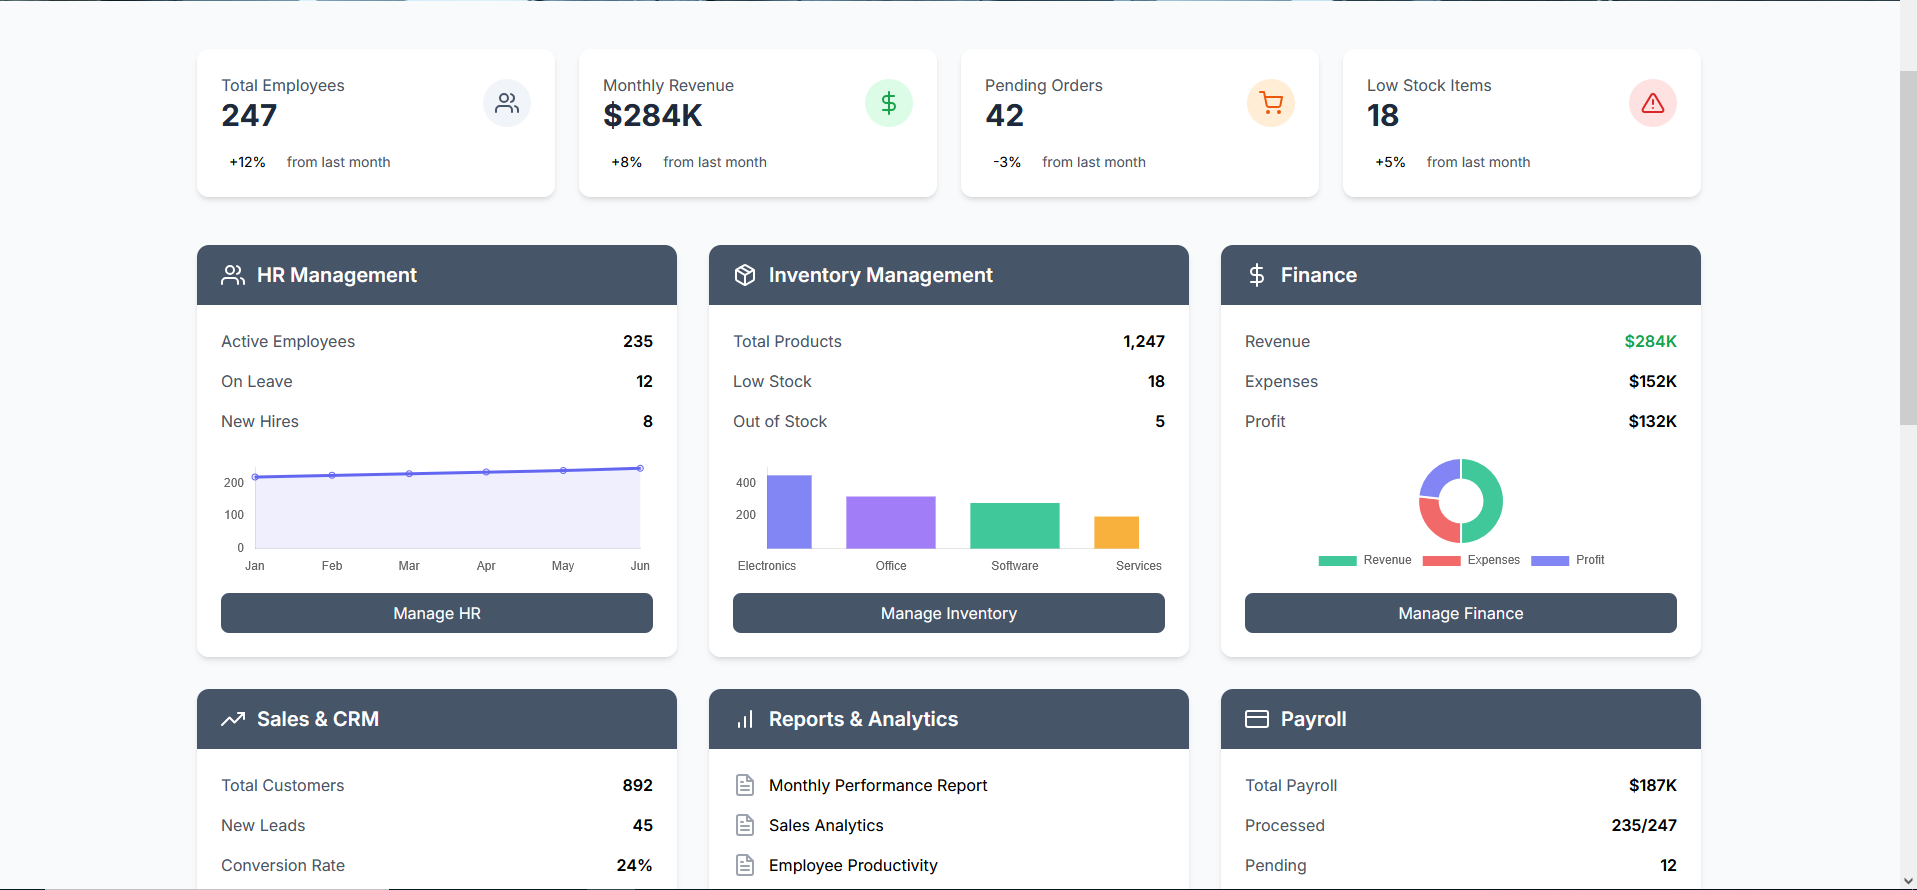 Total Employees
247
+12% from last month
Monthly Revenue
$284K
+8% from last month
Pending Orders
42
-3% from last month
Low Stock Items
18
+5% from last month
HR Management
Active Employees 235
On Leave 12
New Hires 8
200
100
0
Jan Feb Mar Apr May Jun
Manage HR
Inventory Management
Total Products 1,247
Low Stock 18
Out of Stock 5
400
200
Electronics Office Software Services
Manage Inventory
Finance
Revenue $284K
Expenses $152K
Profit $132K
Revenue Expenses Profit
Manage Finance
Sales & CRM
Total Customers 892
New Leads 45
Conversion Rate 24%
Reports & Analytics
Monthly Performance Report
Sales Analytics
Employee Productivity
Payroll
Total Payroll $187K
Processed 235/247
Pending 12